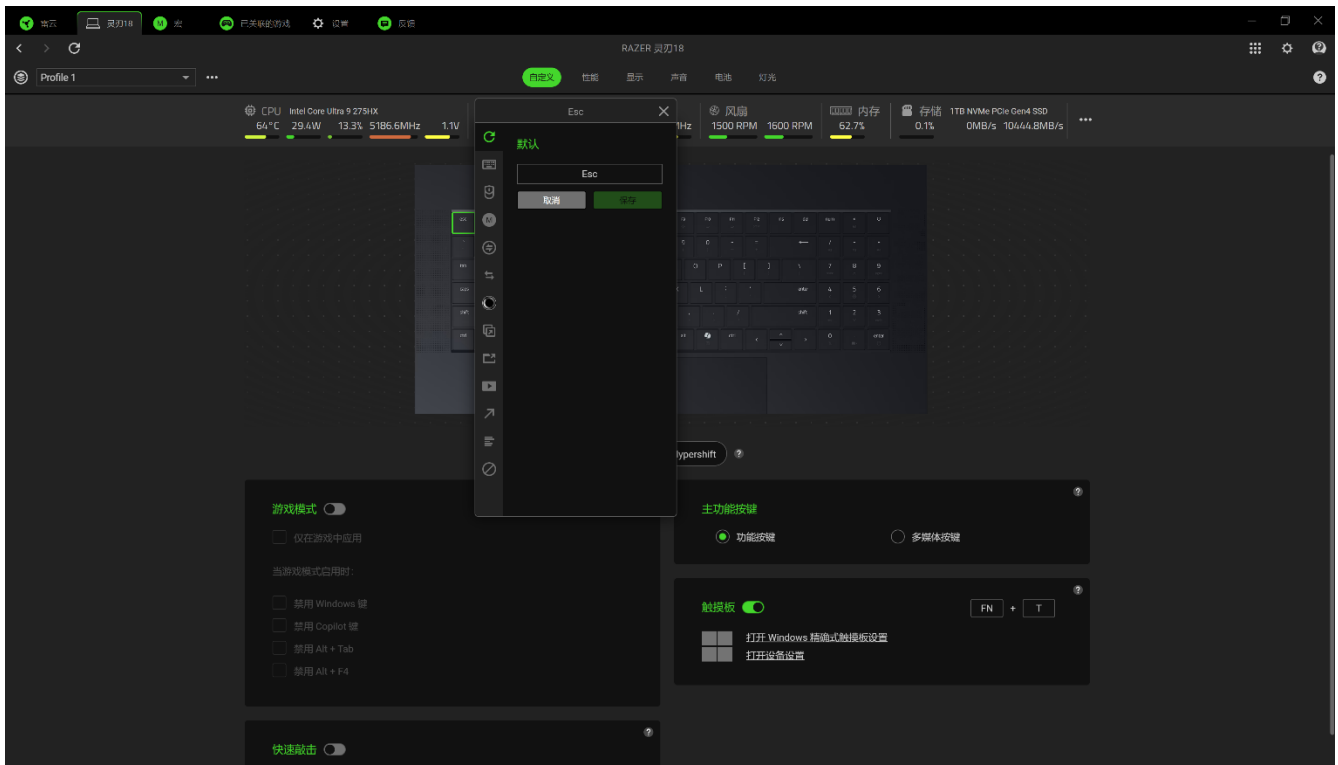 雷云 灵刃18 宏 已关联的游戏 设置 反馈
RAZER 灵刃18
Profile 1 自定义 性能 显示 声音 电池 灯光
CPU Intel Core Ultra 9 275HX 风扇 内存 存储 1TB NVMe PCIe Gen4 SSD
64°C 29.4W 13.3% 5186.6MHz 1.1V 1500 RPM 1600 RPM 62.7% 0.1% 0MB/s 10444.8MB/s
Esc
默认
Esc
取消 保存
ypershift
游戏模式
仅在游戏中应用
当游戏模式启用时:
禁用 Windows 键
禁用 Copilot 键
禁用 Alt + Tab
禁用 Alt + F4
快速敲击
主功能按键
功能按键 多媒体按键
触摸板 FN + T
打开 Windows 精确式触摸板设置
打开设备设置